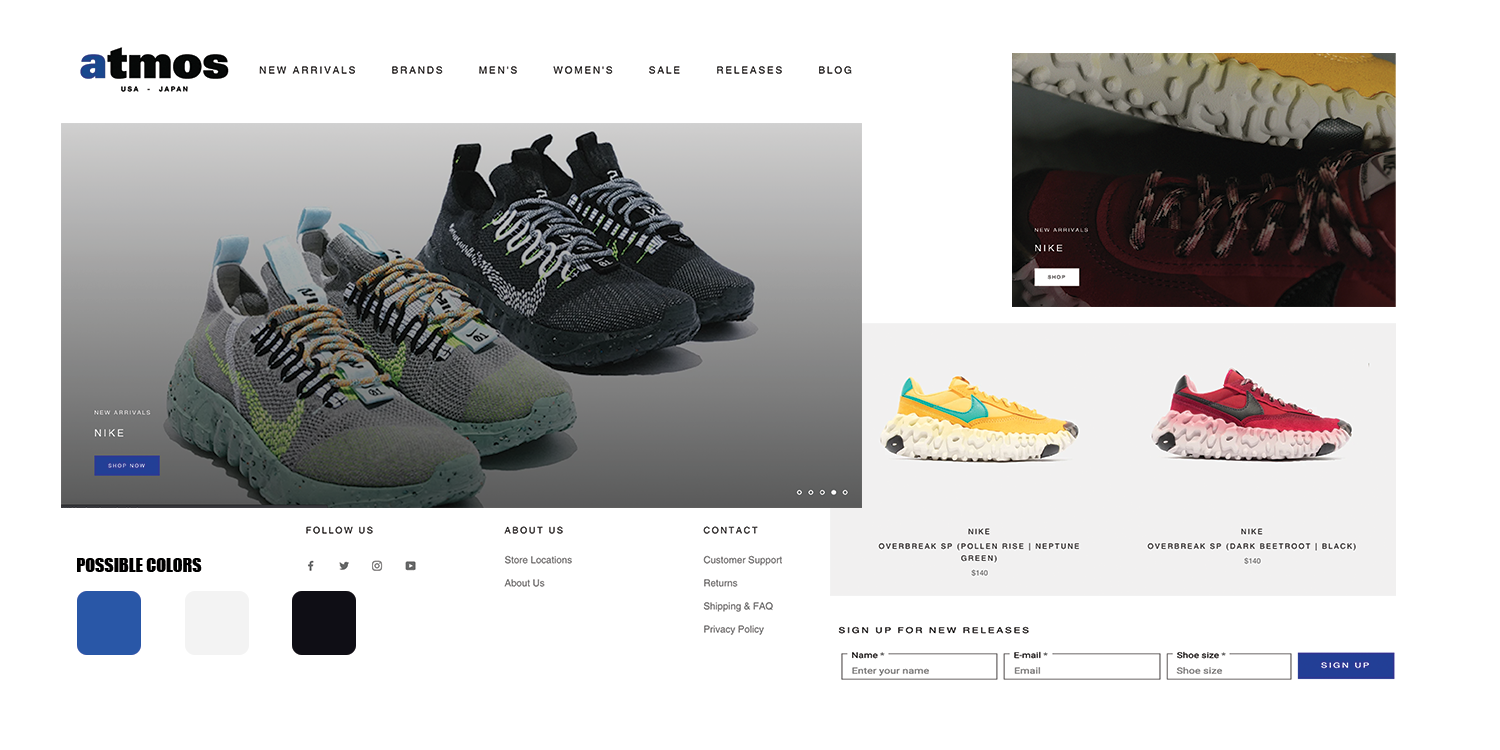 atmos
USA - JAPAN
NEW ARRIVALS
BRANDS
MEN'S
WOMEN'S
SALE
RELEASES
BLOG
NEW ARRIVALS
NIKE
SHOP NOW
NEW ARRIVALS
NIKE
SHOP
NIKE
OVERBREAK SP (POLLEN RISE | NEPTUNE
GREEN)
$140
NIKE
OVERBREAK SP (DARK BEETROOT | BLACK)
$140
POSSIBLE COLORS
FOLLOW US
ABOUT US
Store Locations
About Us
CONTACT
Customer Support
Returns
Shipping & FAQ
Privacy Policy
SIGN UP FOR NEW RELEASES
Name *
Enter your name
E-mail *
Email
Shoe size *
Shoe size
SIGN UP